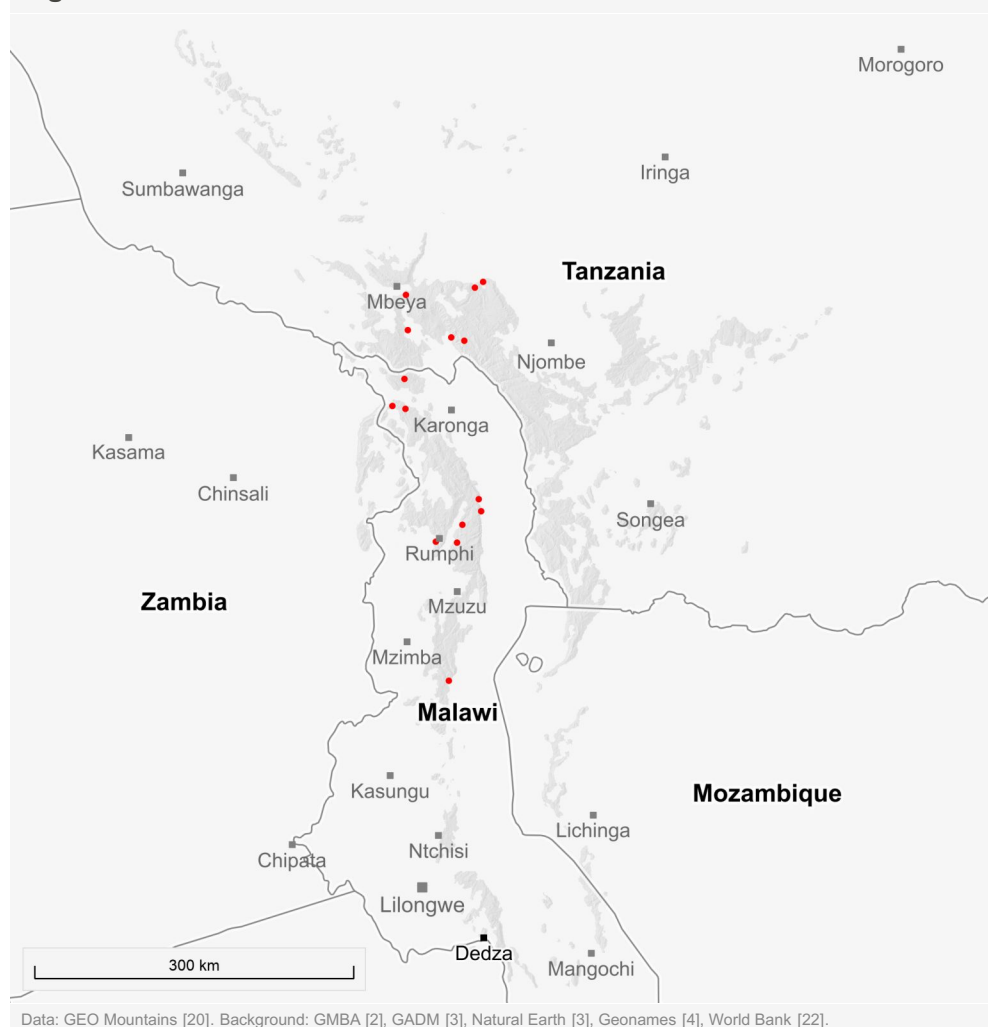 Morogoro
Iringa
Sumbawanga
Tanzania
Mbeya
Njombe
Karonga
Kasama
Chinsali
Songea
Rumphi
Zambia
Mzuzu
Mzimba
Malawi
Kasungu
Mozambique
Lichinga
Ntchisi
Chipata
Lilongwe
Dedza
Mangochi
300 km
Data: GEO Mountains [20]. Background: GMBA [2], GADM [3], Natural Earth [3], Geonames [4], World Bank [22].